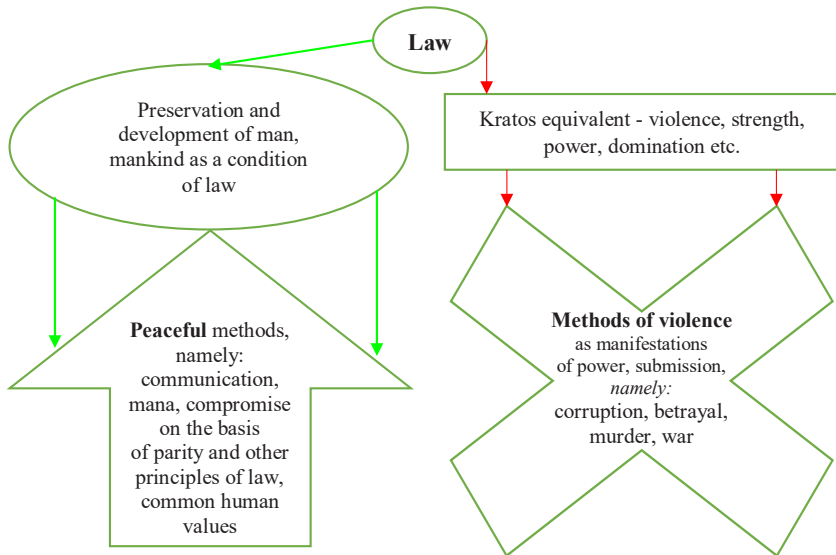 Law
Preservation and
development of man,
mankind as a condition
of law
Kratos equivalent - violence, strength,
power, domination etc.
Peaceful methods,
namely:
communication,
mana, compromise
on the basis
of parity and other
principles of law,
common human
values
Methods of violence
as manifestations
of power, submission,
namely:
corruption, betrayal,
murder, war